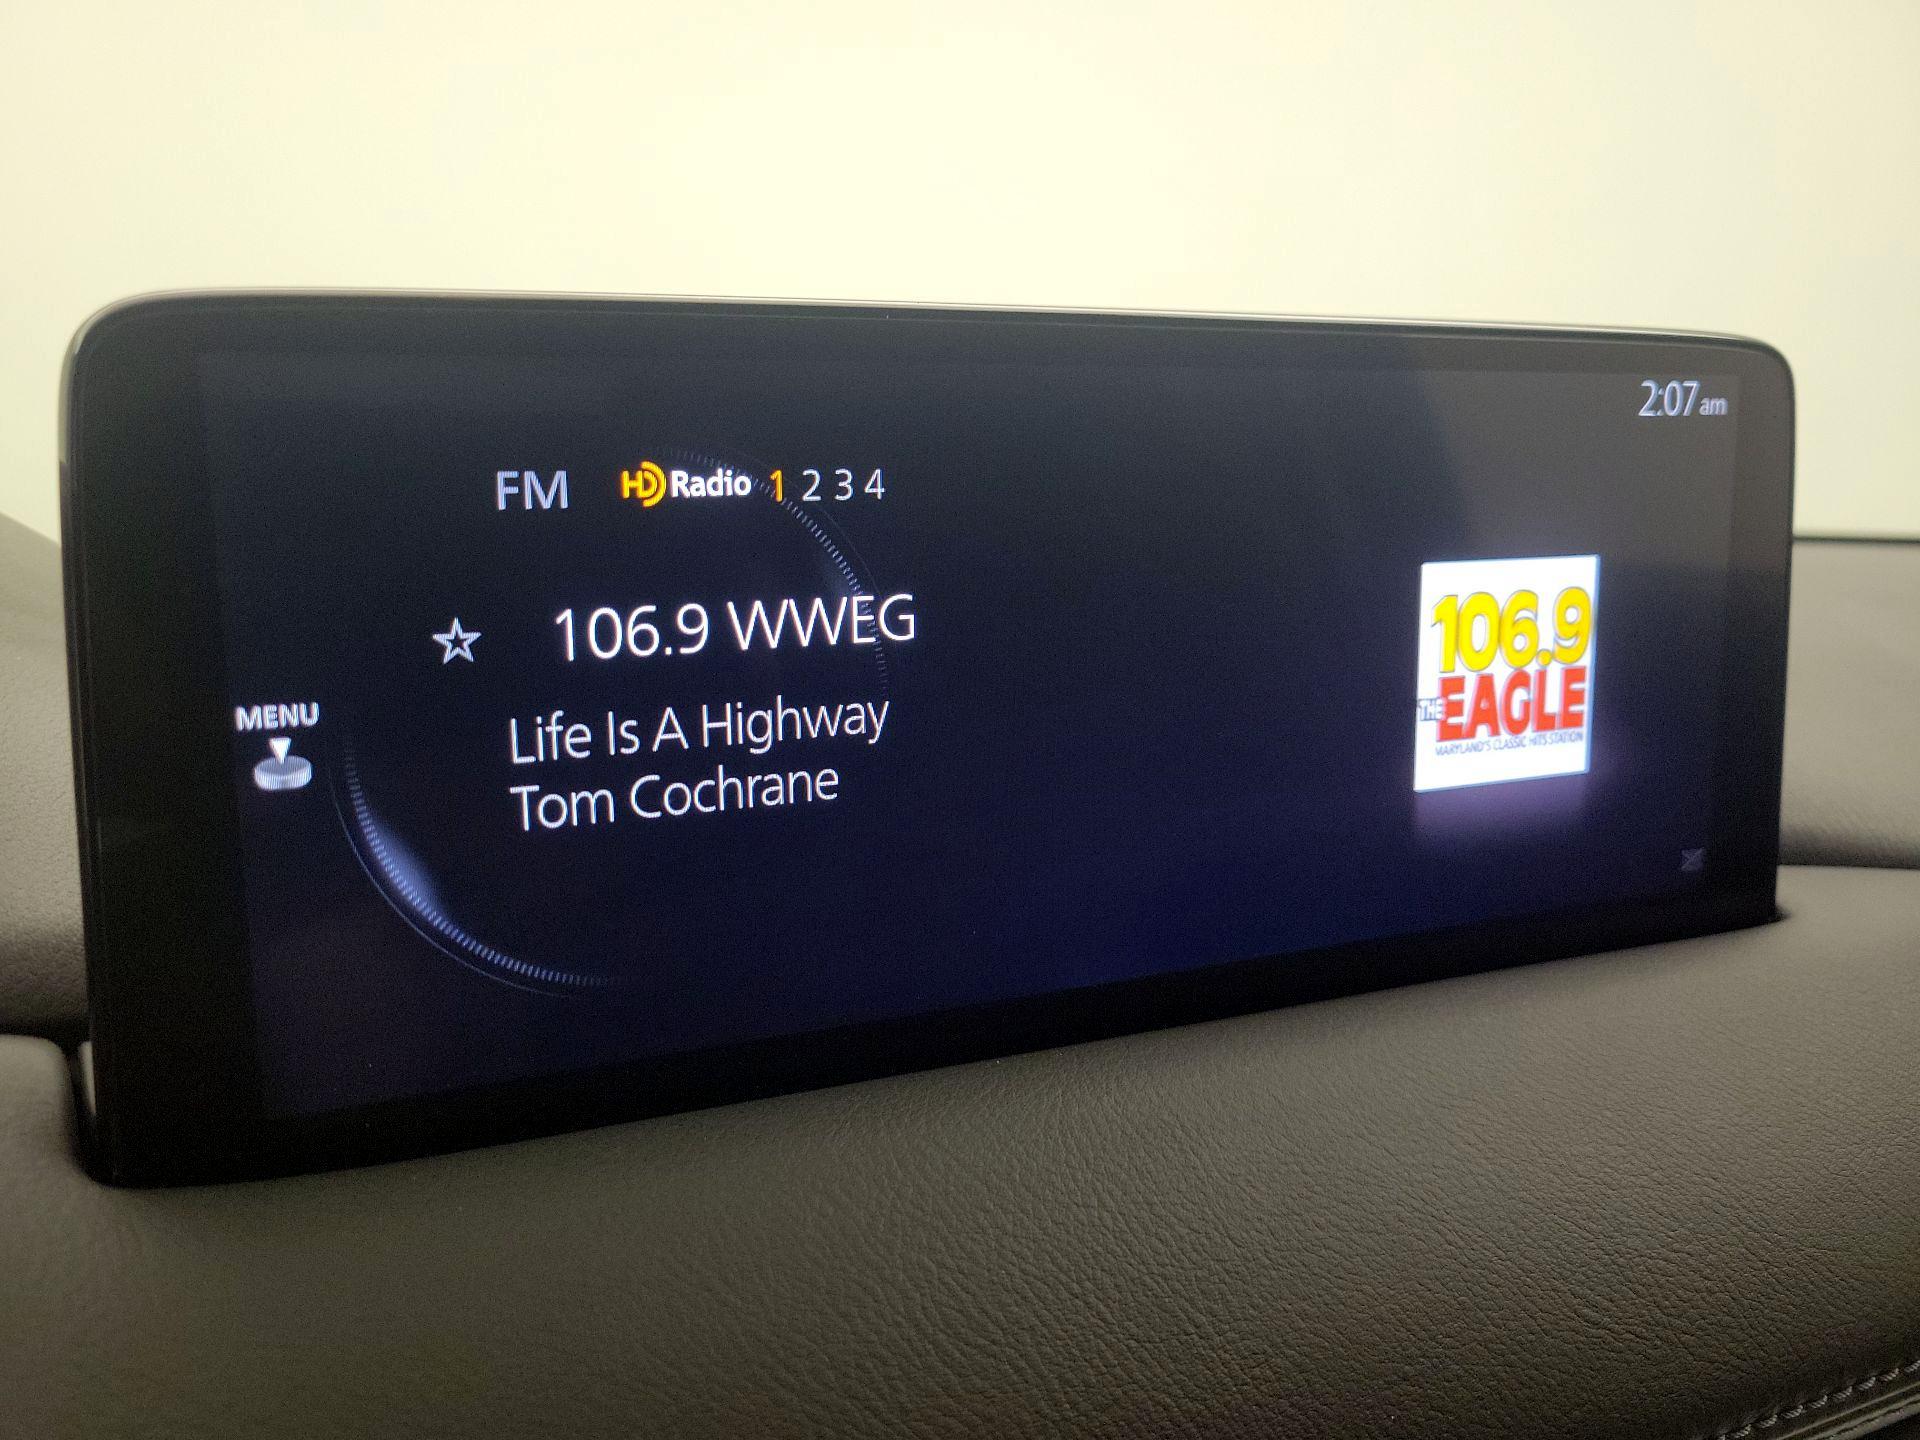 2:07 am
FM HD Radio 1 2 3 4
106.9 WWEG
Life Is A Highway
Tom Cochrane
MENU
106.9
THE EAGLE
MARYLAND'S CLASSIC HITS STATION